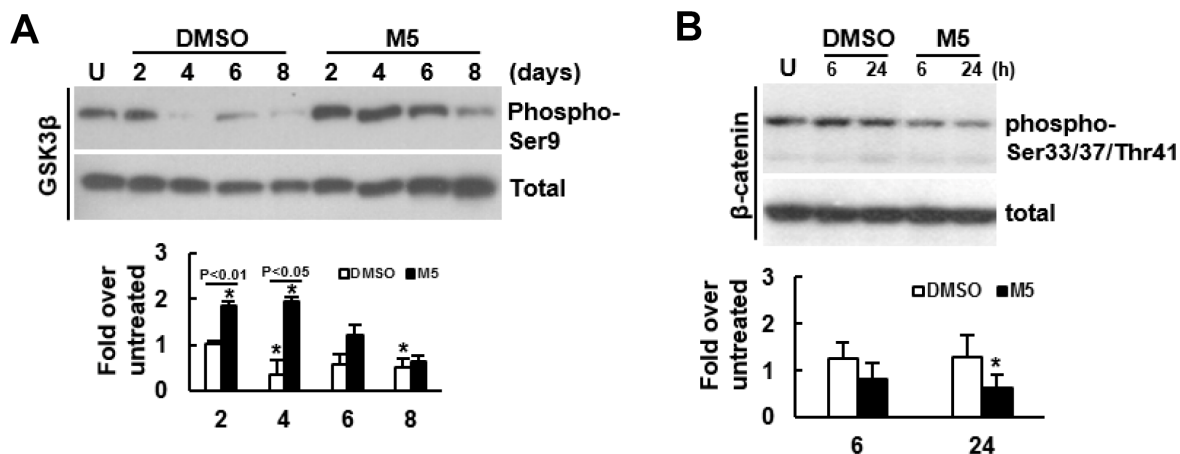 A
DMSO M5
U 2 4 6 8 2 4 6 8 (days)
GSK3β
Phospho-
Ser9
Total
Fold over
untreated
3
2
1
0
P<0.01 P<0.05
DMSO M5
* * * *
2 4 6 8
B
DMSO M5
U 6 24 6 24 (h)
β-catenin
phospho-
Ser33/37/Thr41
total
Fold over
untreated
3
2
1
0
DMSO M5
*
6 24